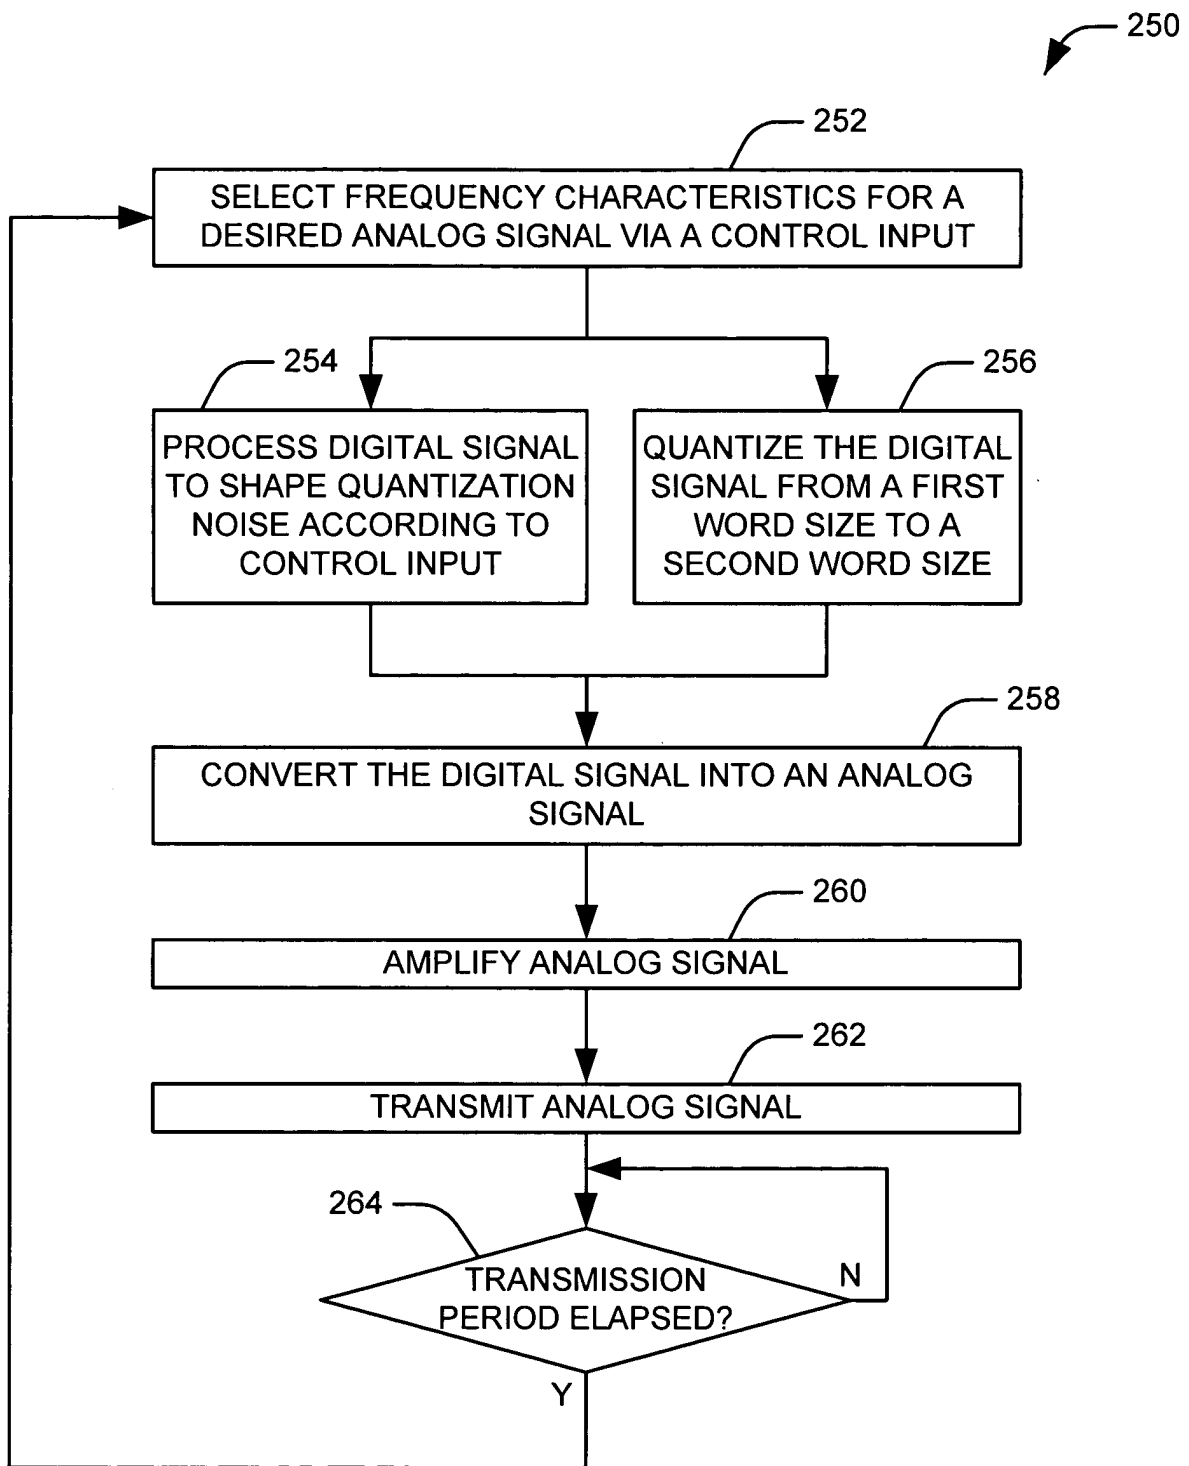 250
252
SELECT FREQUENCY CHARACTERISTICS FOR A
DESIRED ANALOG SIGNAL VIA A CONTROL INPUT
254
PROCESS DIGITAL SIGNAL
TO SHAPE QUANTIZATION
NOISE ACCORDING TO
CONTROL INPUT
256
QUANTIZE THE DIGITAL
SIGNAL FROM A FIRST
WORD SIZE TO A
SECOND WORD SIZE
258
CONVERT THE DIGITAL SIGNAL INTO AN ANALOG
SIGNAL
260
AMPLIFY ANALOG SIGNAL
262
TRANSMIT ANALOG SIGNAL
264
TRANSMISSION
PERIOD ELAPSED?
N
Y